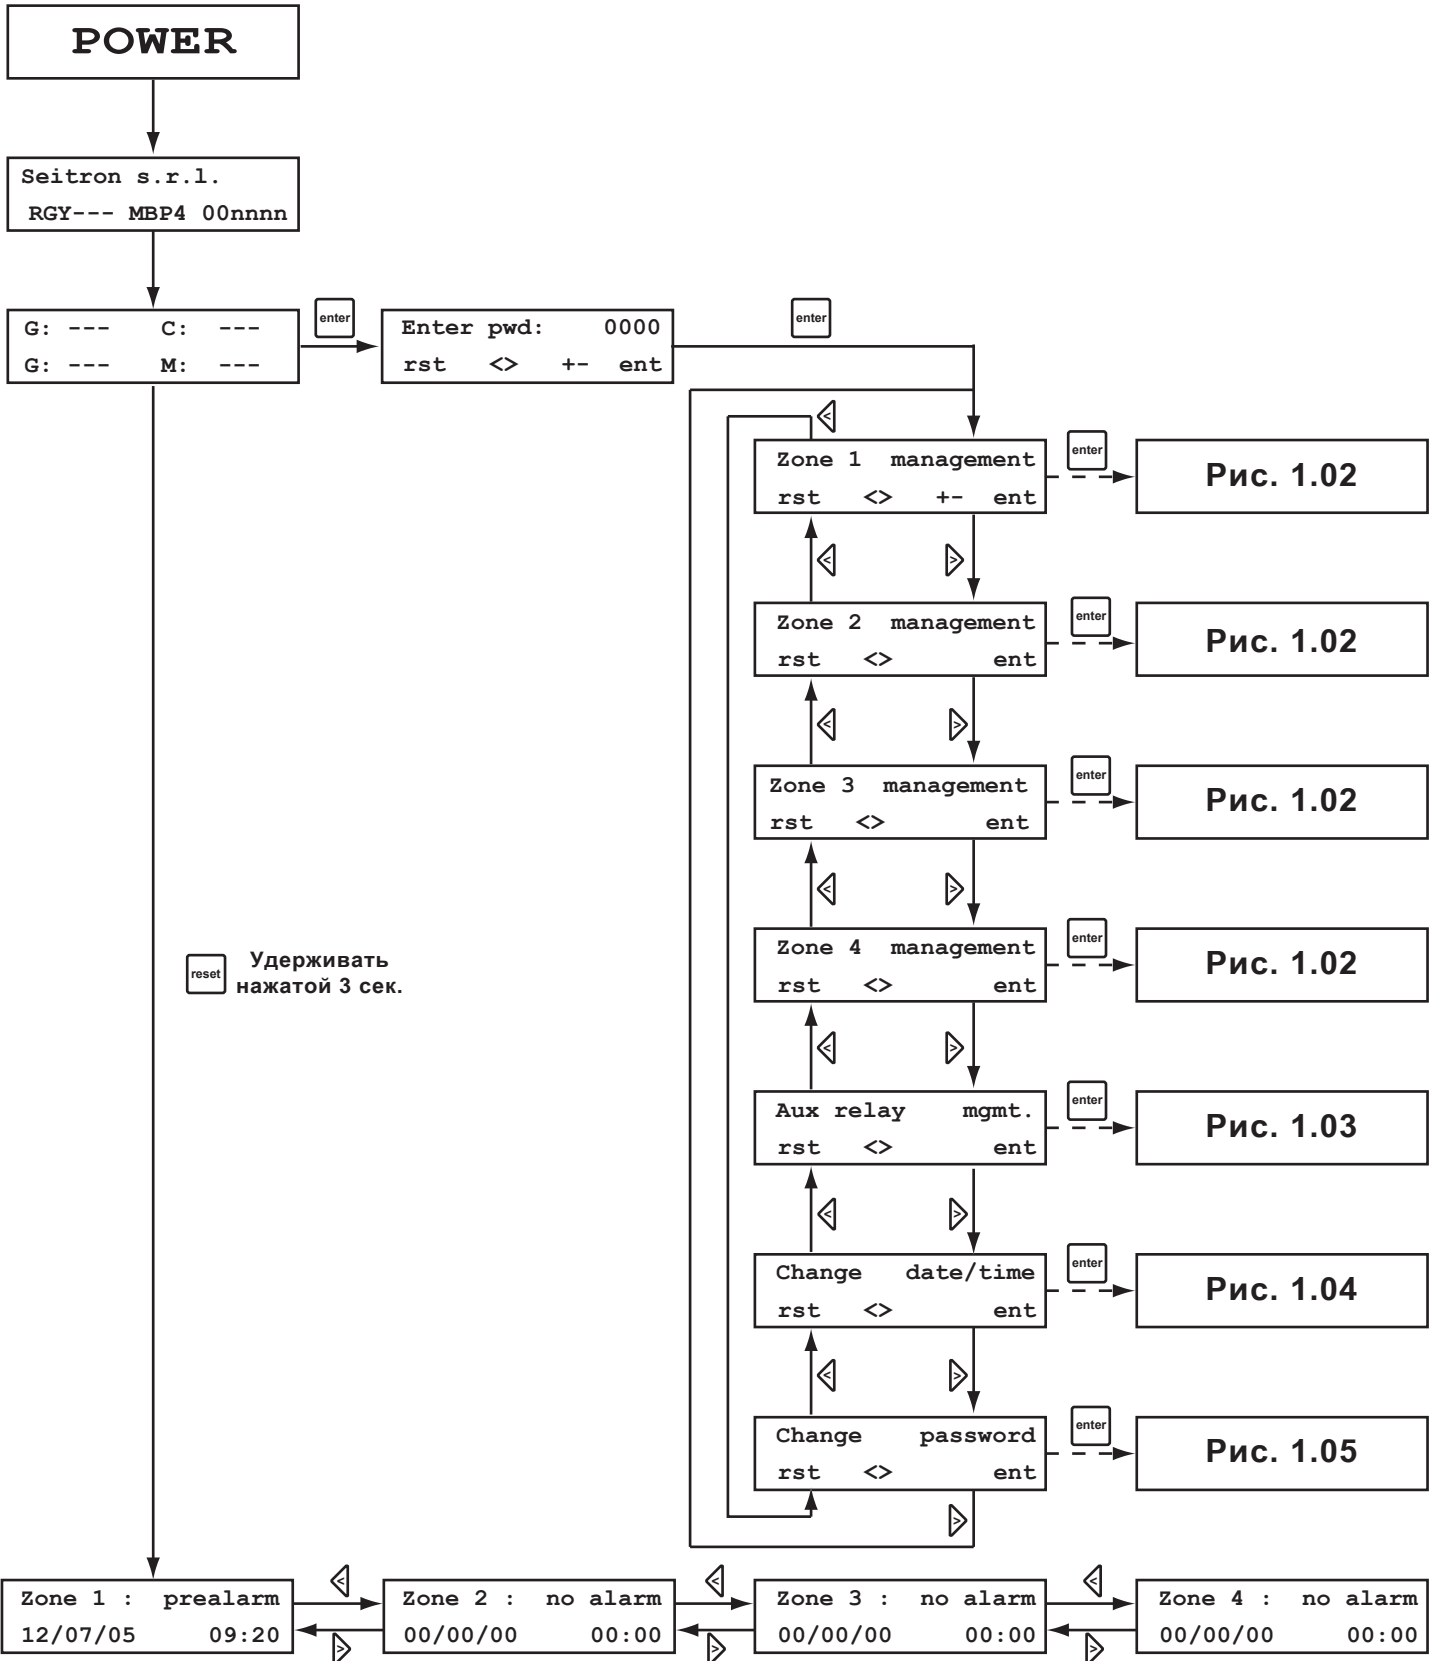 POWER
Seitron s.r.l.
RGY--- MBP4 00nnnn
G: --- C: ---
G: --- M: ---
enter
Enter pwd: 0000
rst <> +- ent
enter
<
Zone 1 management
rst <> +- ent
enter
Рис. 1.02
< >
Zone 2 management
rst <> ent
enter
Рис. 1.02
< >
Zone 3 management
rst <> ent
enter
Рис. 1.02
< >
Zone 4 management
rst <> ent
enter
Рис. 1.02
reset
Удерживать
нажатой 3 сек.
< >
Aux relay mgmt.
rst <> ent
enter
Рис. 1.03
< >
Change date/time
rst <> ent
enter
Рис. 1.04
< >
Change password
rst <> ent
enter
Рис. 1.05
>
Zone 1 : prealarm
12/07/05 09:20
<
>
Zone 2 : no alarm
00/00/00 00:00
<
>
Zone 3 : no alarm
00/00/00 00:00
<
>
Zone 4 : no alarm
00/00/00 00:00